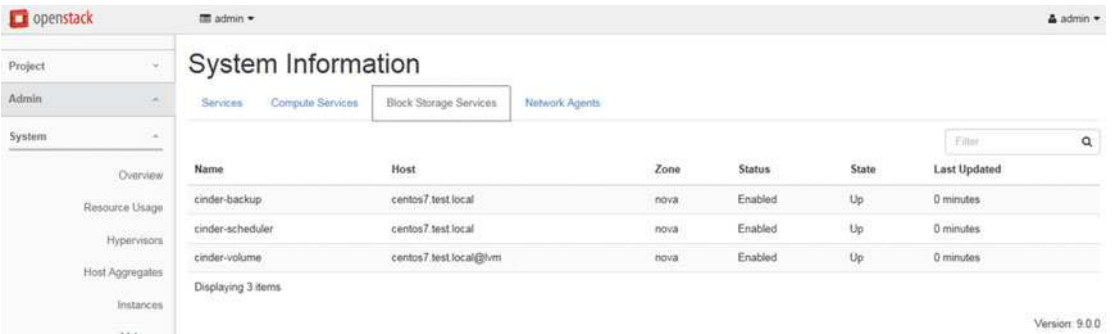 openstack
admin
admin
Project
System Information
Admin
Services Compute Services Block Storage Services Network Agents
System
Filter
Overview
Name Host Zone Status State Last Updated
cinder-backup centos7.test.local nova Enabled Up 0 minutes
Resource Usage
cinder-scheduler centos7.test.local nova Enabled Up 0 minutes
Hypervisors
cinder-volume centos7.test.local@lvm nova Enabled Up 0 minutes
Host Aggregates
Displaying 3 items
Instances
Version: 9.0.0